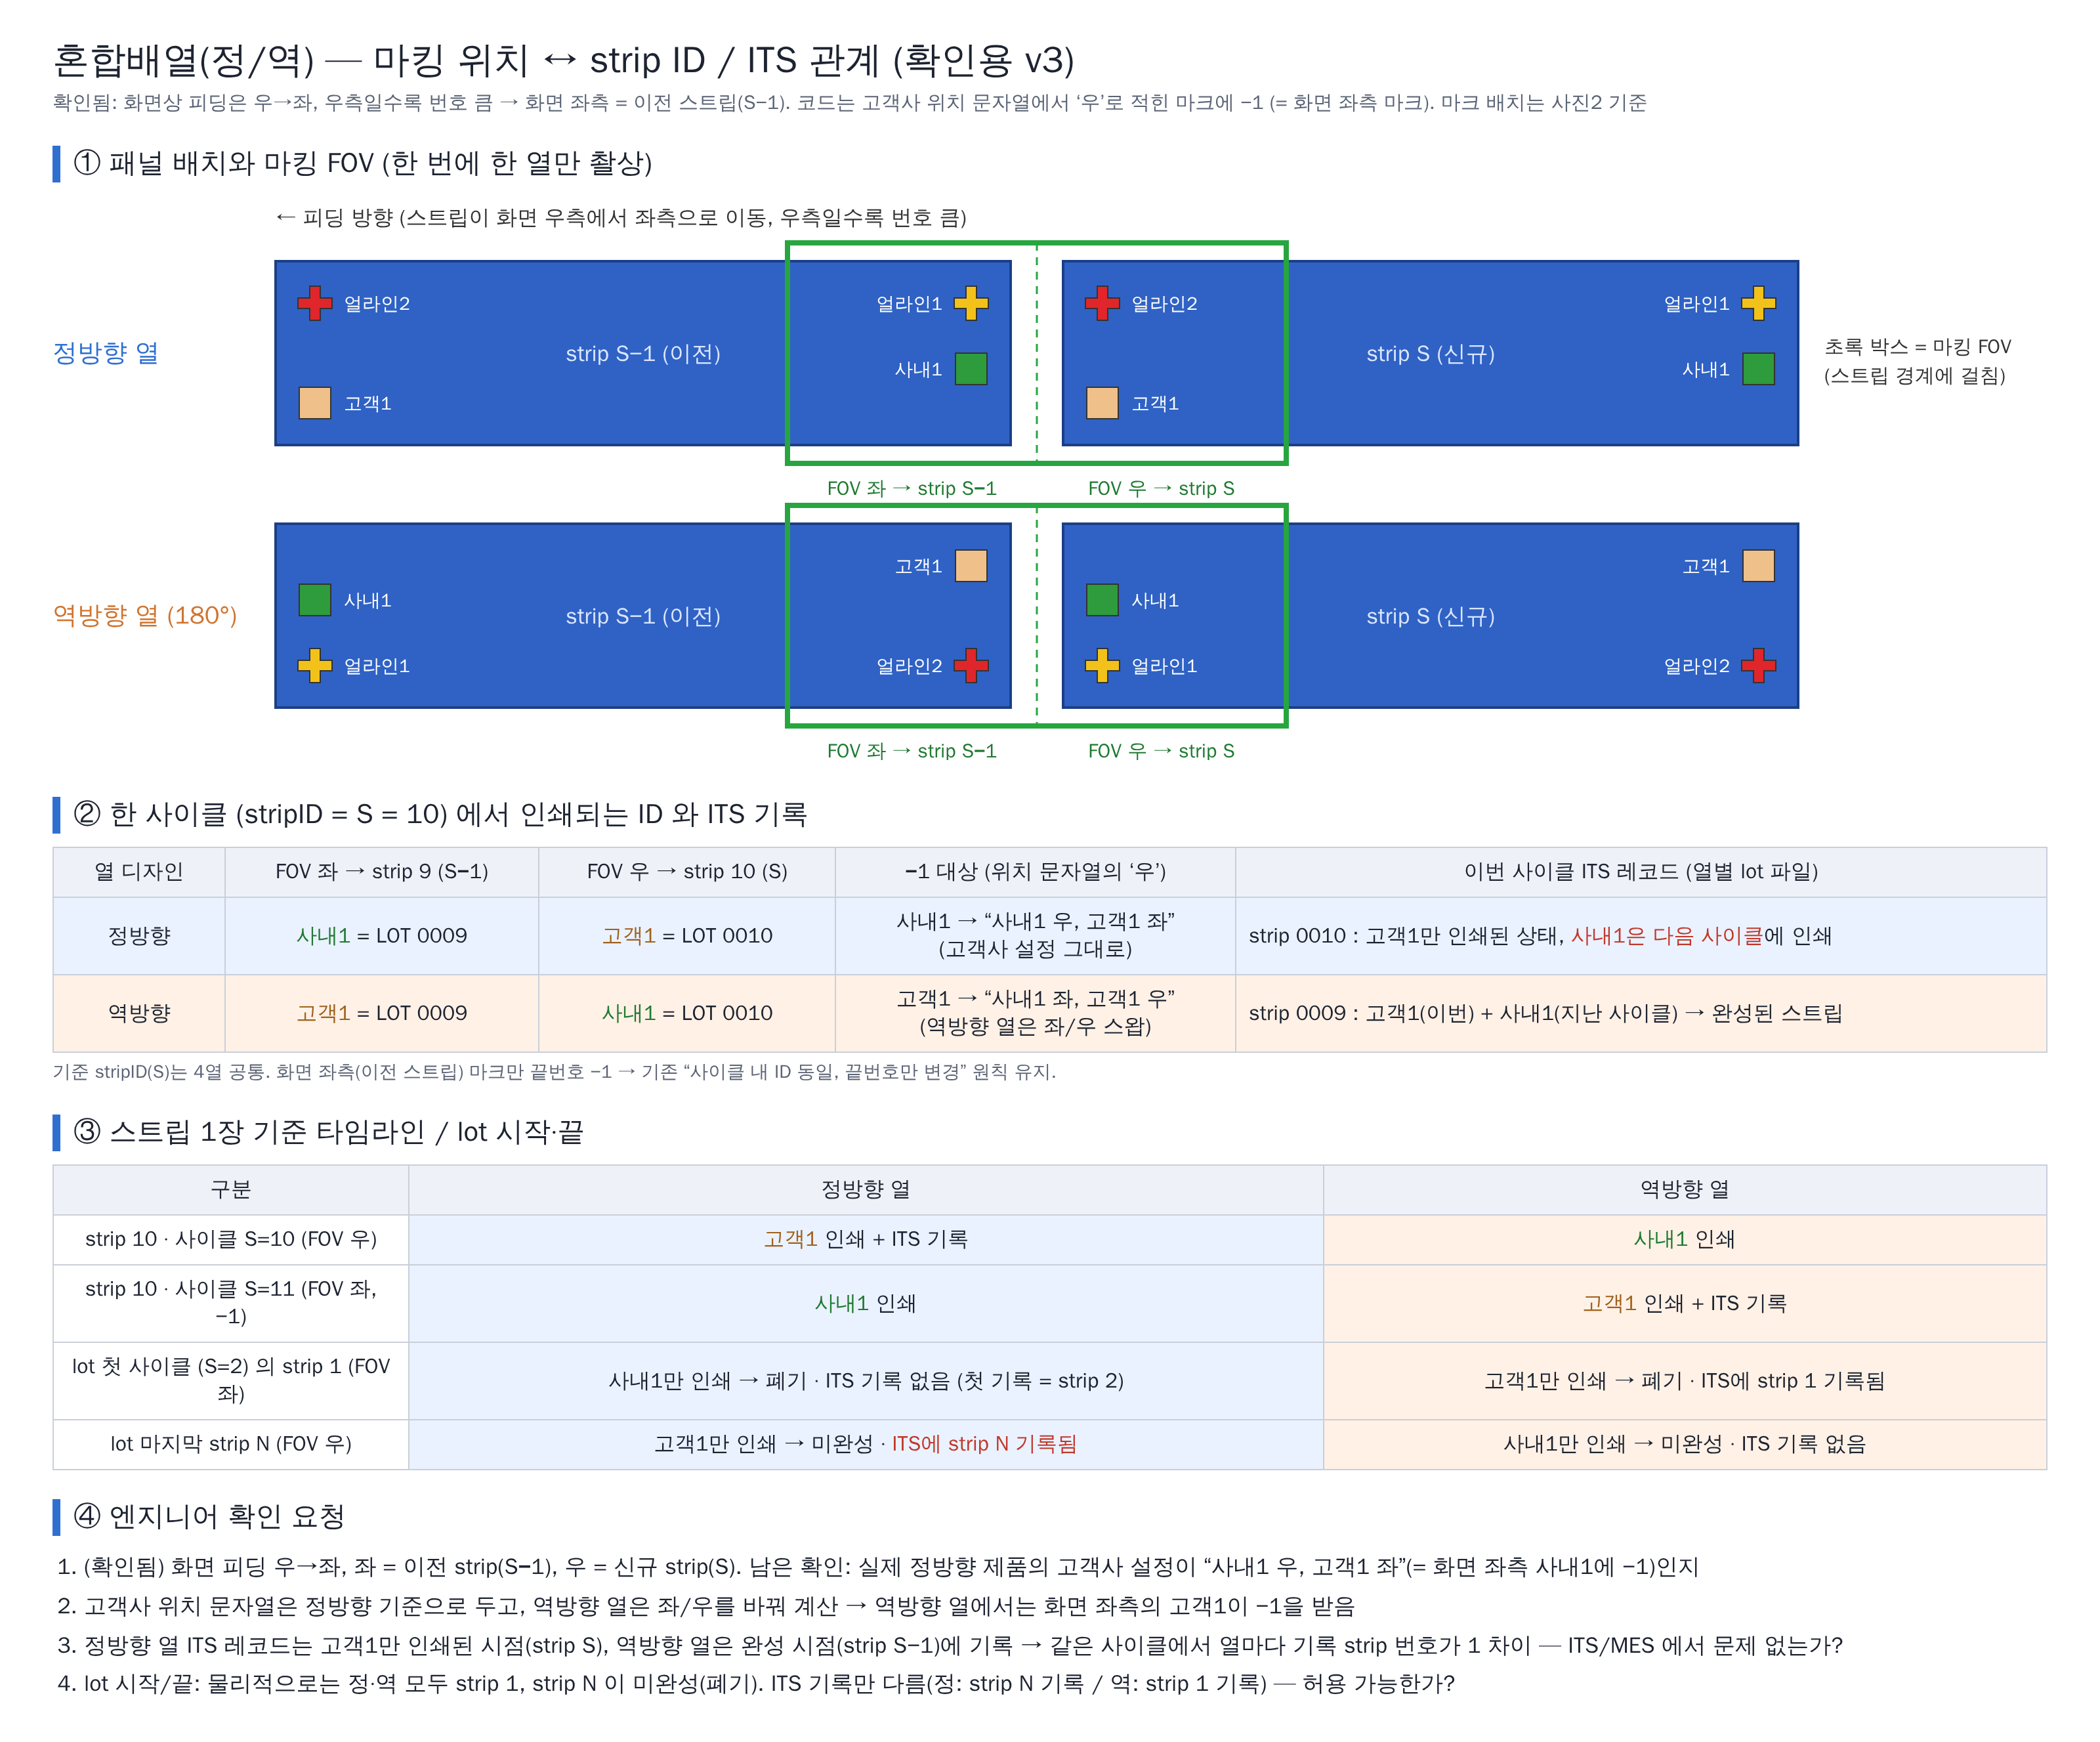 혼합배열(정/역) — 마킹 위치 ↔ strip ID / ITS 관계 (확인용 v3)
확인됨: 화면상 피딩은 우→좌, 우측일수록 번호 큼 → 화면 좌측 = 이전 스트립(S−1). 코드는 고객사 위치 문자열에서 ‘우’로 적힌 마크에 −1 (= 화면 좌측 마크). 마크 배치는 사진2 기준
① 패널 배치와 마킹 FOV (한 번에 한 열만 촬상)
← 피딩 방향 (스트립이 화면 우측에서 좌측으로 이동, 우측일수록 번호 큼)
정방향 열
얼라인2
얼라인1
strip S−1 (이전)
사내1
고객1
얼라인2
얼라인1
strip S (신규)
사내1
고객1
초록 박스 = 마킹 FOV
(스트립 경계에 걸침)
FOV 좌 → strip S−1
FOV 우 → strip S
역방향 열 (180°)
고객1
사내1
strip S−1 (이전)
얼라인1
얼라인2
고객1
사내1
strip S (신규)
얼라인1
얼라인2
FOV 좌 → strip S−1
FOV 우 → strip S
② 한 사이클 (stripID = S = 10) 에서 인쇄되는 ID 와 ITS 기록
열 디자인
FOV 좌 → strip 9 (S−1)
FOV 우 → strip 10 (S)
−1 대상 (위치 문자열의 ‘우’)
이번 사이클 ITS 레코드 (열별 lot 파일)
정방향
사내1 = LOT 0009
고객1 = LOT 0010
사내1 → “사내1 우, 고객1 좌”
(고객사 설정 그대로)
strip 0010 : 고객1만 인쇄된 상태, 사내1은 다음 사이클에 인쇄
역방향
고객1 = LOT 0009
사내1 = LOT 0010
고객1 → “사내1 좌, 고객1 우”
(역방향 열은 좌/우 스왑)
strip 0009 : 고객1(이번) + 사내1(지난 사이클) → 완성된 스트립
기준 stripID(S)는 4열 공통. 화면 좌측(이전 스트립) 마크만 끝번호 −1 → 기존 “사이클 내 ID 동일, 끝번호만 변경” 원칙 유지.
③ 스트립 1장 기준 타임라인 / lot 시작·끝
구분
정방향 열
역방향 열
strip 10 · 사이클 S=10 (FOV 우)
고객1 인쇄 + ITS 기록
사내1 인쇄
strip 10 · 사이클 S=11 (FOV 좌,
−1)
사내1 인쇄
고객1 인쇄 + ITS 기록
lot 첫 사이클 (S=2) 의 strip 1 (FOV
좌)
사내1만 인쇄 → 폐기 · ITS 기록 없음 (첫 기록 = strip 2)
고객1만 인쇄 → 폐기 · ITS에 strip 1 기록됨
lot 마지막 strip N (FOV 우)
고객1만 인쇄 → 미완성 · ITS에 strip N 기록됨
사내1만 인쇄 → 미완성 · ITS 기록 없음
④ 엔지니어 확인 요청
1. (확인됨) 화면 피딩 우→좌, 좌 = 이전 strip(S−1), 우 = 신규 strip(S). 남은 확인: 실제 정방향 제품의 고객사 설정이 “사내1 우, 고객1 좌”(= 화면 좌측 사내1에 −1)인지
2. 고객사 위치 문자열은 정방향 기준으로 두고, 역방향 열은 좌/우를 바꿔 계산 → 역방향 열에서는 화면 좌측의 고객1이 −1을 받음
3. 정방향 열 ITS 레코드는 고객1만 인쇄된 시점(strip S), 역방향 열은 완성 시점(strip S−1)에 기록 → 같은 사이클에서 열마다 기록 strip 번호가 1 차이 — ITS/MES 에서 문제 없는가?
4. lot 시작/끝: 물리적으로는 정·역 모두 strip 1, strip N 이 미완성(폐기). ITS 기록만 다름(정: strip N 기록 / 역: strip 1 기록) — 허용 가능한가?